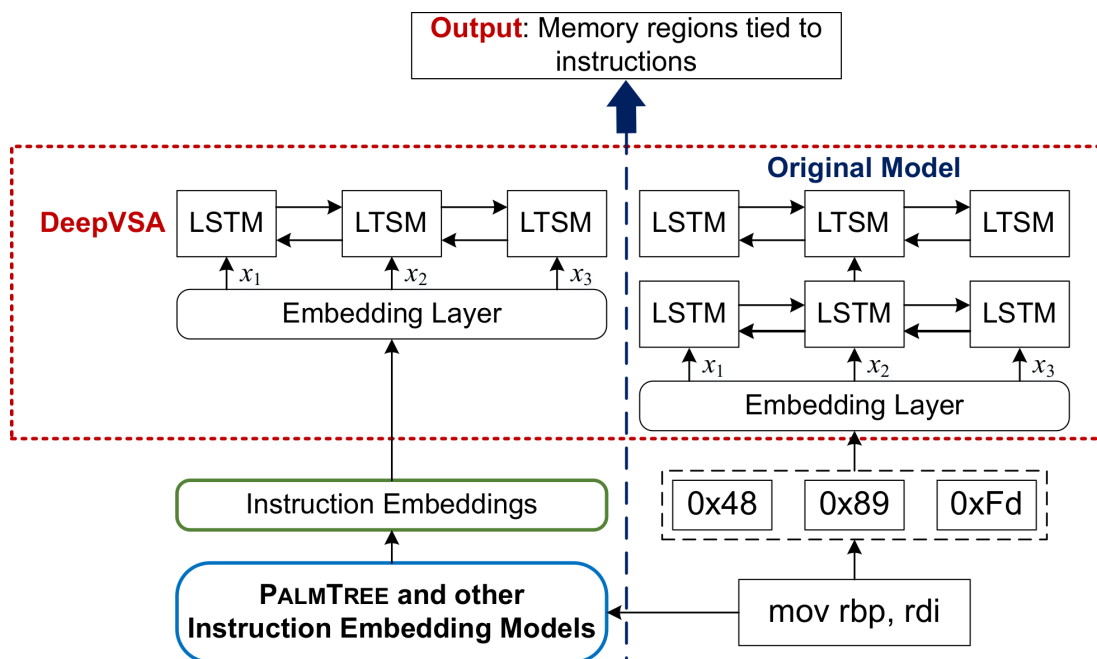 Output: Memory regions tied to
instructions
Original Model
DeepVSA
LSTM
LTSM
LTSM
LSTM
LTSM
LTSM
x1
x2
x3
Embedding Layer
LSTM
LSTM
LSTM
x1
x2
x3
Embedding Layer
Instruction Embeddings
0x48
0x89
0xFd
PALMTREE and other
Instruction Embedding Models
mov rbp, rdi